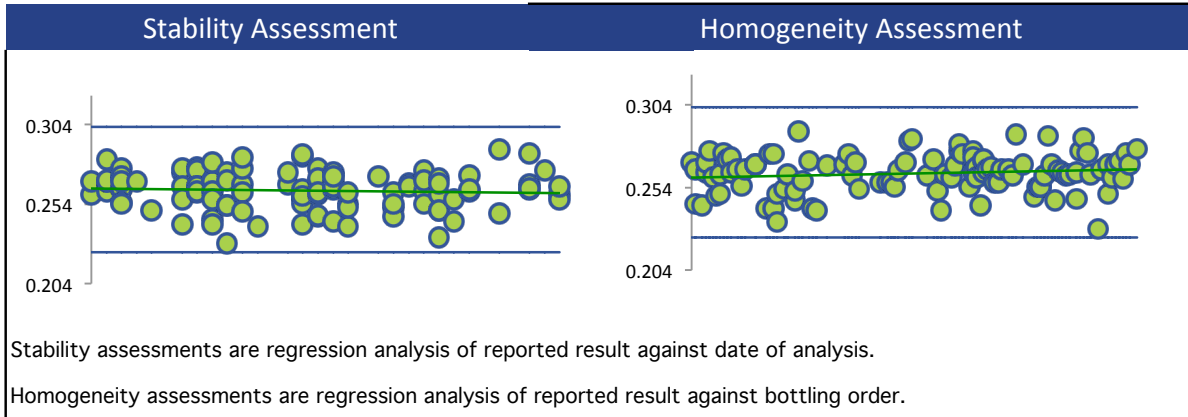 Stability Assessment
Homogeneity Assessment
0.304
0.254
0.204
0.304
0.254
0.204
Stability assessments are regression analysis of reported result against date of analysis.
Homogeneity assessments are regression analysis of reported result against bottling order.